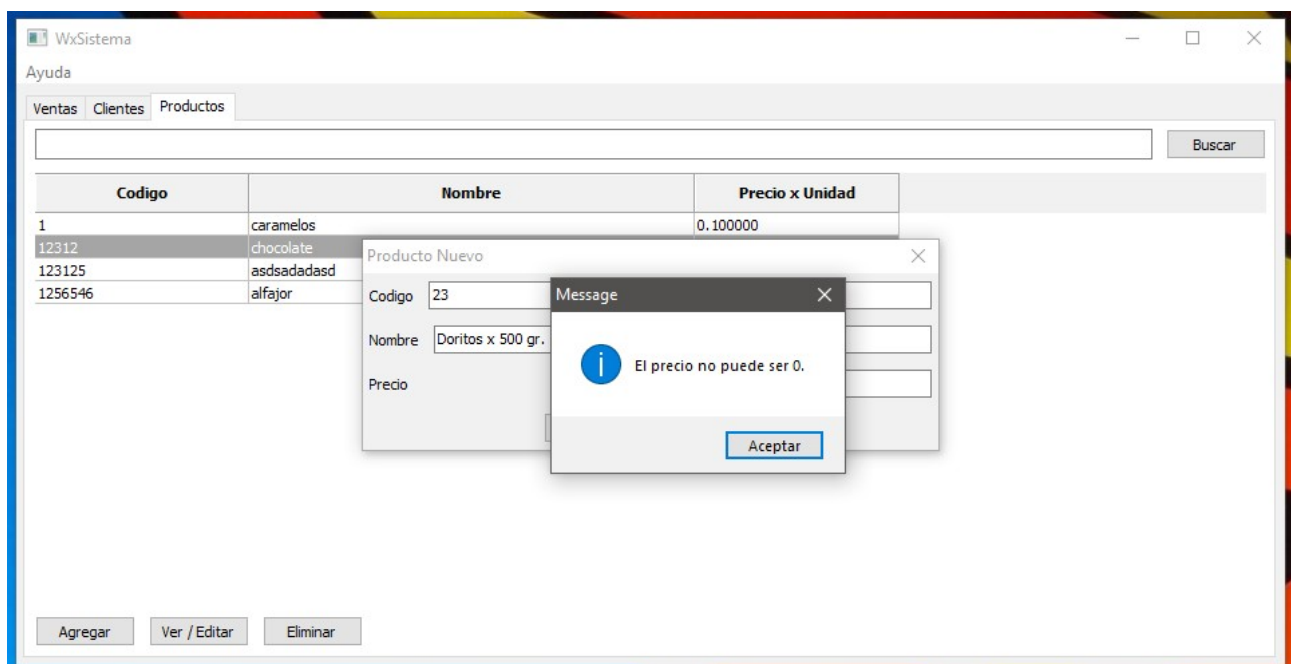 WxSistema
Ayuda
Ventas Clientes Productos
Buscar
Codigo Nombre Precio x Unidad
1 caramelos 0.100000
12312 chocolate
123125 asdsadadasd
1256546 alfajor
Producto Nuevo
Codigo 23
Nombre Doritos x 500 gr.
Precio
Message
El precio no puede ser 0.
Aceptar
Agregar Ver / Editar Eliminar